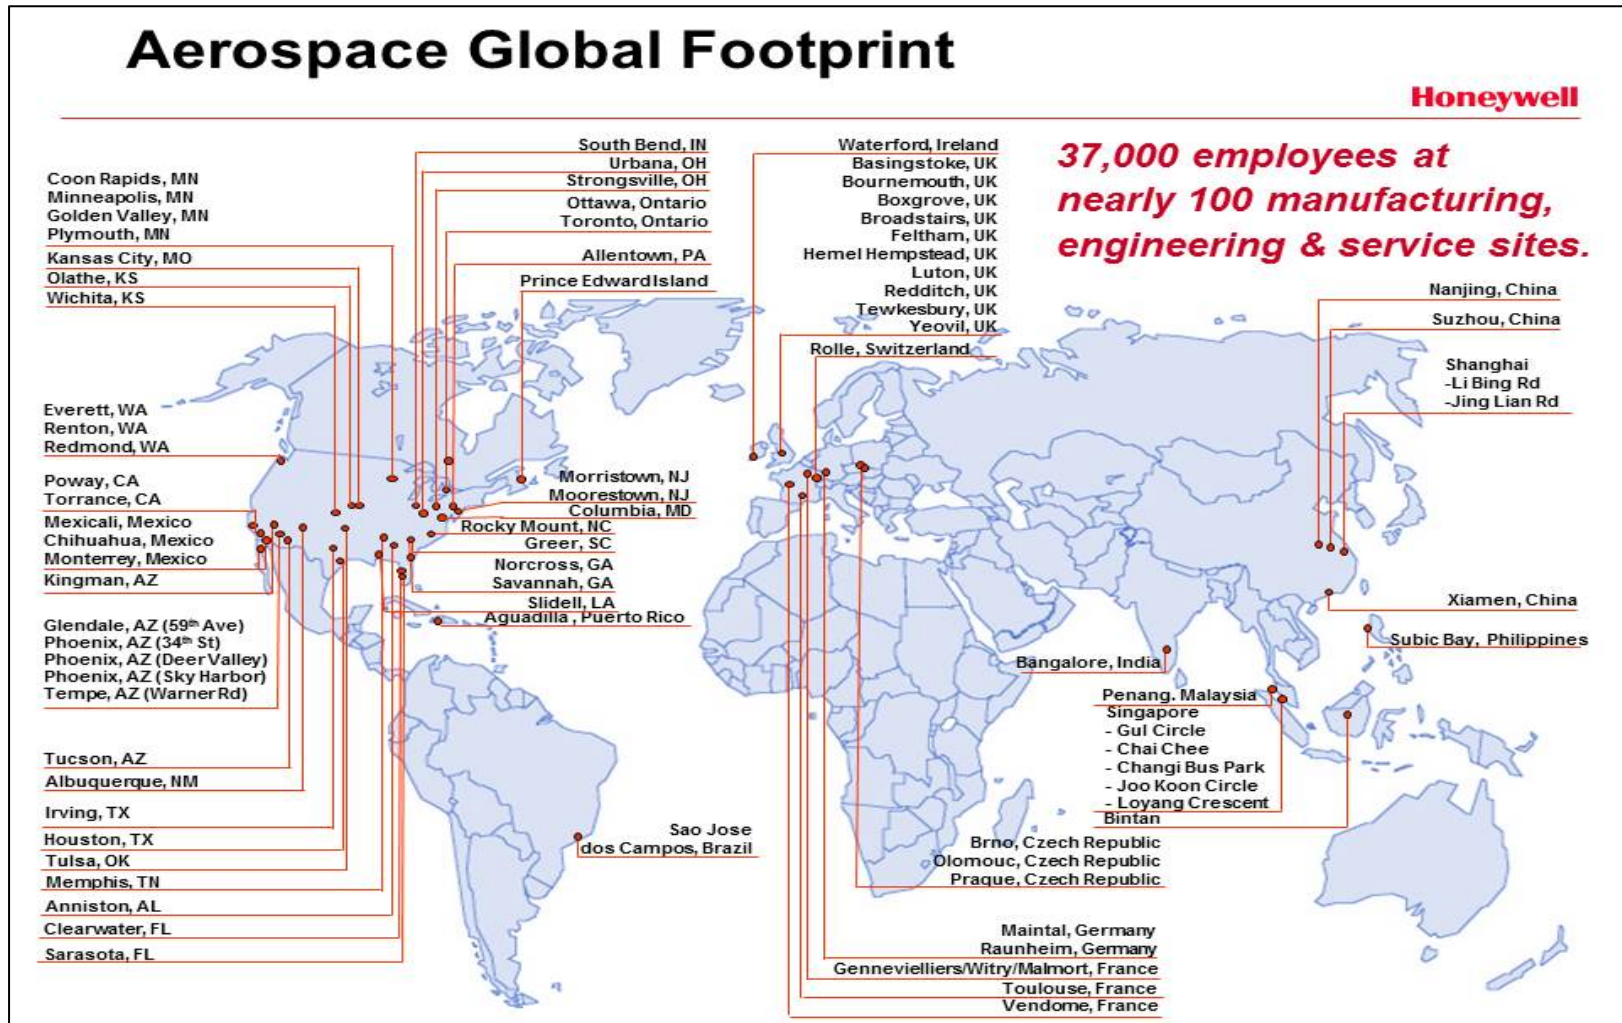 Aerospace Global Footprint
Honeywell
37,000 employees at
nearly 100 manufacturing,
engineering & service sites.
Coon Rapids, MN
Minneapolis, MN
Golden Valley, MN
Plymouth, MN
Kansas City, MO
Olathe, KS
Wichita, KS
South Bend, IN
Urbana, OH
Strongsville, OH
Ottawa, Ontario
Toronto, Ontario
Allentown, PA
Prince Edward Island
Waterford, Ireland
Basingstoke, UK
Bournemouth, UK
Boxgrove, UK
Broadstairs, UK
Feltham, UK
Hemel Hempstead, UK
Luton, UK
Redditch, UK
Tewkesbury, UK
Yeovil, UK
Rolle, Switzerland
Nanjing, China
Suzhou, China
Shanghai
-Li Bing Rd
-Jing Lian Rd
Everett, WA
Renton, WA
Redmond, WA
Poway, CA
Torrance, CA
Mexicali, Mexico
Chihuahua, Mexico
Monterrey, Mexico
Kingman, AZ
Glendale, AZ (59th Ave)
Phoenix, AZ (34th St)
Phoenix, AZ (Deer Valley)
Phoenix, AZ (Sky Harbor)
Tempe, AZ (Warner Rd)
Tucson, AZ
Albuquerque, NM
Irving, TX
Houston, TX
Tulsa, OK
Memphis, TN
Anniston, AL
Clearwater, FL
Sarasota, FL
Morristown, NJ
Moorestown, NJ
Columbia, MD
Rocky Mount, NC
Greer, SC
Norcross, GA
Savannah, GA
Slidell, LA
Aguadilla, Puerto Rico
Sao Jose
dos Campos, Brazil
Xiamen, China
Subic Bay, Philippines
Bangalore, India
Penang. Malaysia
Singapore
- Gul Circle
- Chai Chee
- Changi Bus Park
- Joo Koon Circle
- Loyang Crescent
Bintan
Brno, Czech Republic
Olomouc, Czech Republic
Prague, Czech Republic
Maintal, Germany
Raunheim, Germany
Gennevielliers/Witry/Malmort, France
Toulouse, France
Vendome, France